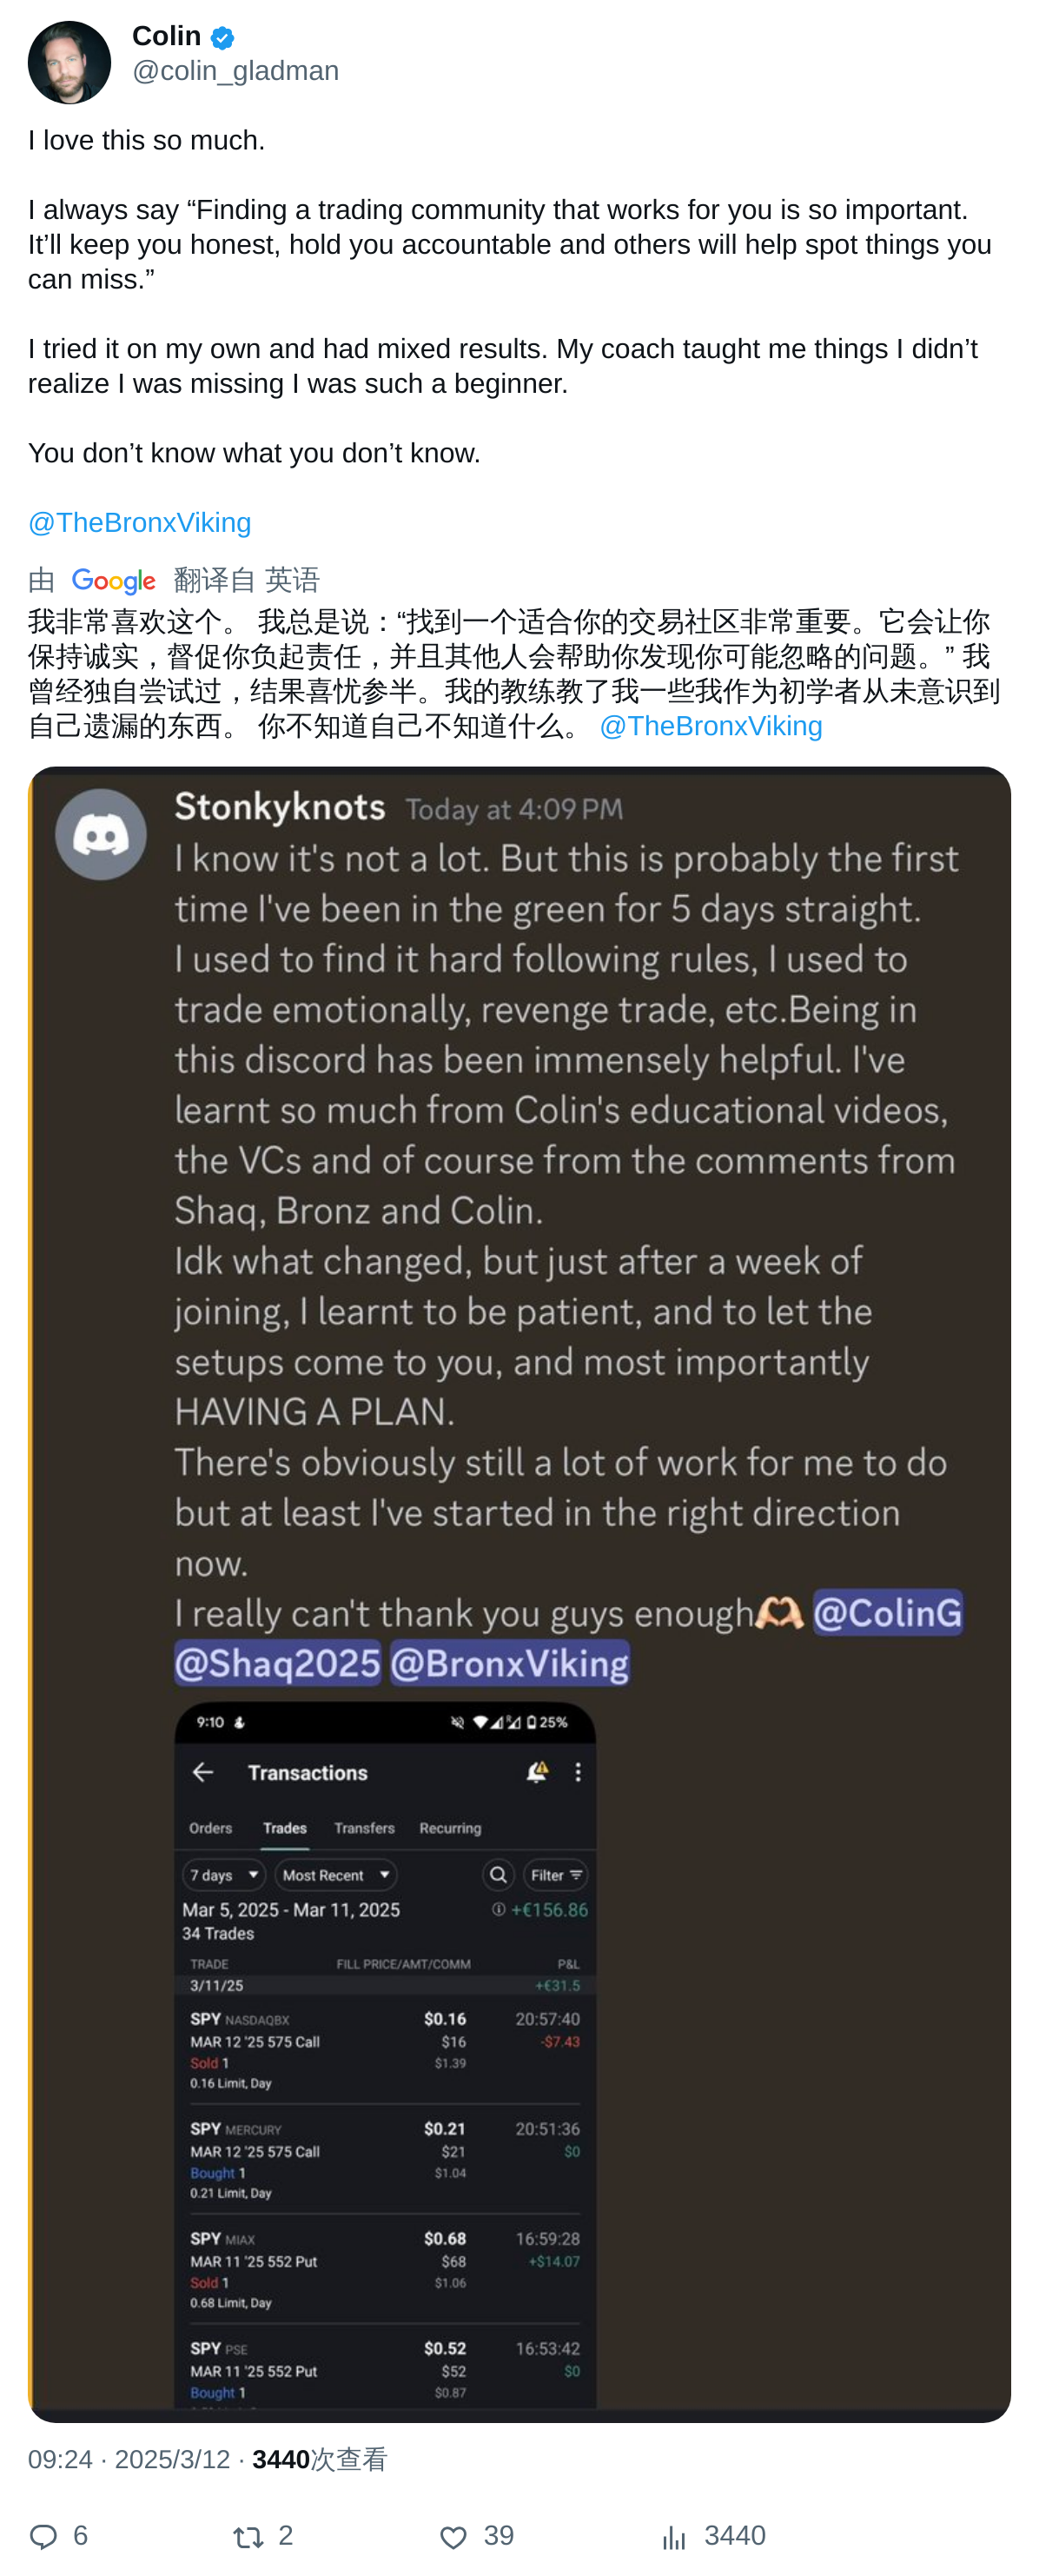 Colin
@colin_gladman
I love this so much.
I always say “Finding a trading community that works for you is so important.
It’ll keep you honest, hold you accountable and others will help spot things you
can miss.”
I tried it on my own and had mixed results. My coach taught me things I didn’t
realize I was missing I was such a beginner.
You don’t know what you don’t know.
@TheBronxViking
由 Google 翻译自 英语
我非常喜欢这个。 我总是说：“找到一个适合你的交易社区非常重要。它会让你
保持诚实，督促你负起责任，并且其他人会帮助你发现你可能忽略的问题。” 我
曾经独自尝试过，结果喜忧参半。我的教练教了我一些我作为初学者从未意识到
自己遗漏的东西。 你不知道自己不知道什么。 @TheBronxViking
Stonkyknots Today at 4:09 PM
I know it's not a lot. But this is probably the first
time I've been in the green for 5 days straight.
I used to find it hard following rules, I used to
trade emotionally, revenge trade, etc.Being in
this discord has been immensely helpful. I've
learnt so much from Colin's educational videos,
the VCs and of course from the comments from
Shaq, Bronz and Colin.
Idk what changed, but just after a week of
joining, I learnt to be patient, and to let the
setups come to you, and most importantly
HAVING A PLAN.
There's obviously still a lot of work for me to do
but at least I've started in the right direction
now.
I really can't thank you guys enough🫶🏻 @ColinG
@Shaq2025 @BronxViking
9:10 25%
Transactions
Orders Trades Transfers Recurring
7 days Most Recent Filter
Mar 5, 2025 - Mar 11, 2025 +€156.86
34 Trades
TRADE FILL PRICE/AMT/COMM P&L
3/11/25 +€31.5
SPY NASDAQBX $0.16 20:57:40
MAR 12 '25 575 Call $16 -$7.43
Sold 1 $1.39
0.16 Limit, Day
SPY MERCURY $0.21 20:51:36
MAR 12 '25 575 Call $21 $0
Bought 1 $1.04
0.21 Limit, Day
SPY MIAX $0.68 16:59:28
MAR 11 '25 552 Put $68 +$14.07
Sold 1 $1.06
0.68 Limit, Day
SPY PSE $0.52 16:53:42
MAR 11 '25 552 Put $52 $0
Bought 1 $0.87
09:24 · 2025/3/12 · 3440次查看
6 2 39 3440